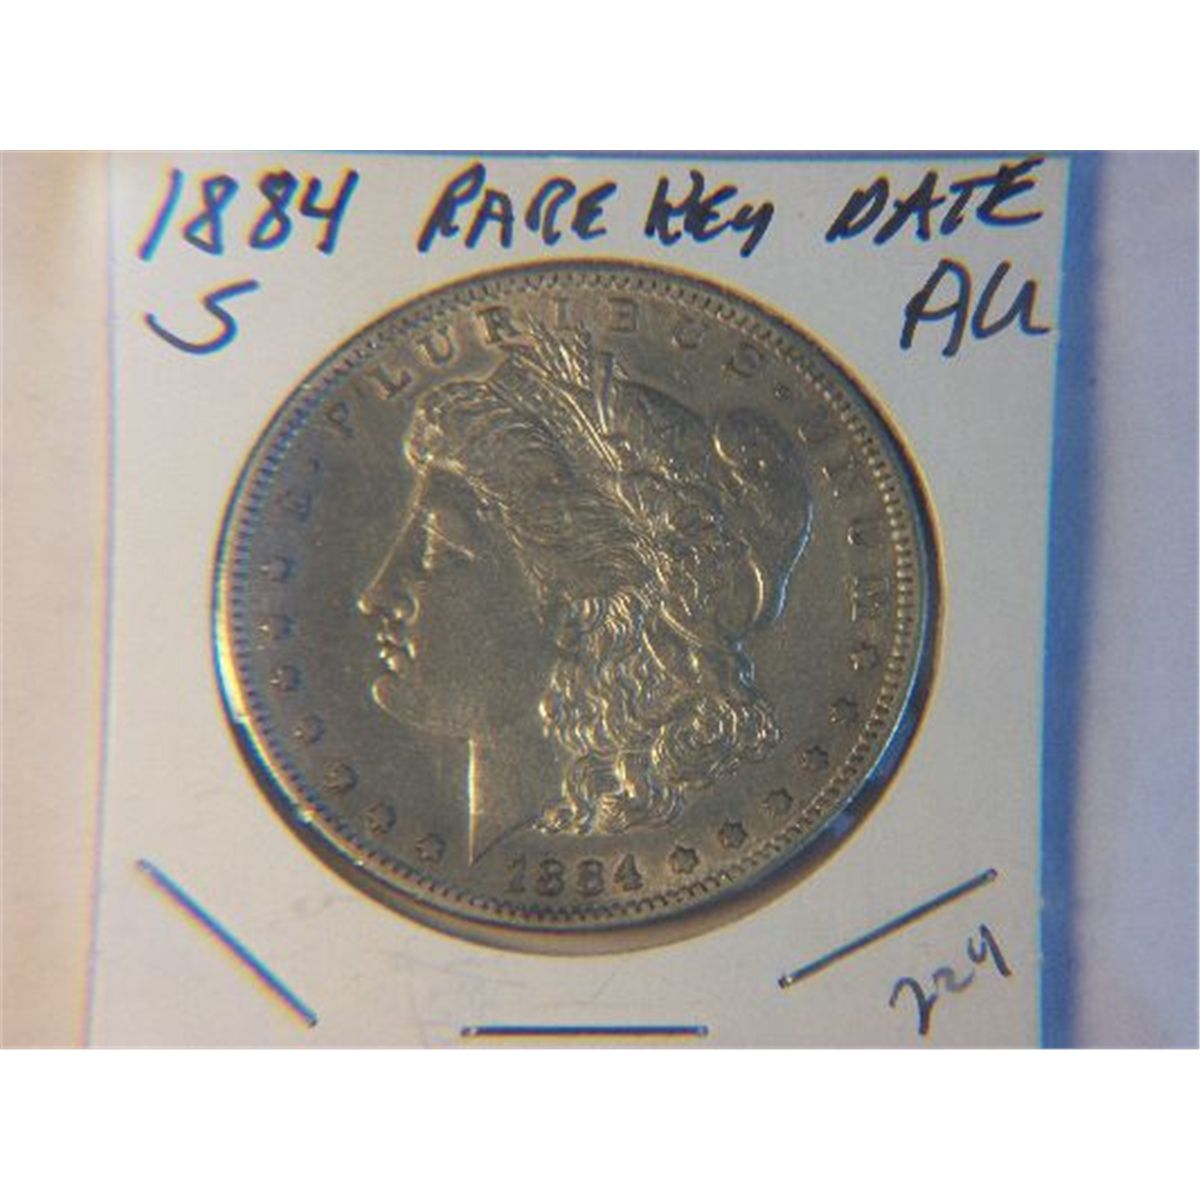 1884 RARE KEY DATE
S AU
E · PLURIBUS · UNUM
1884
224